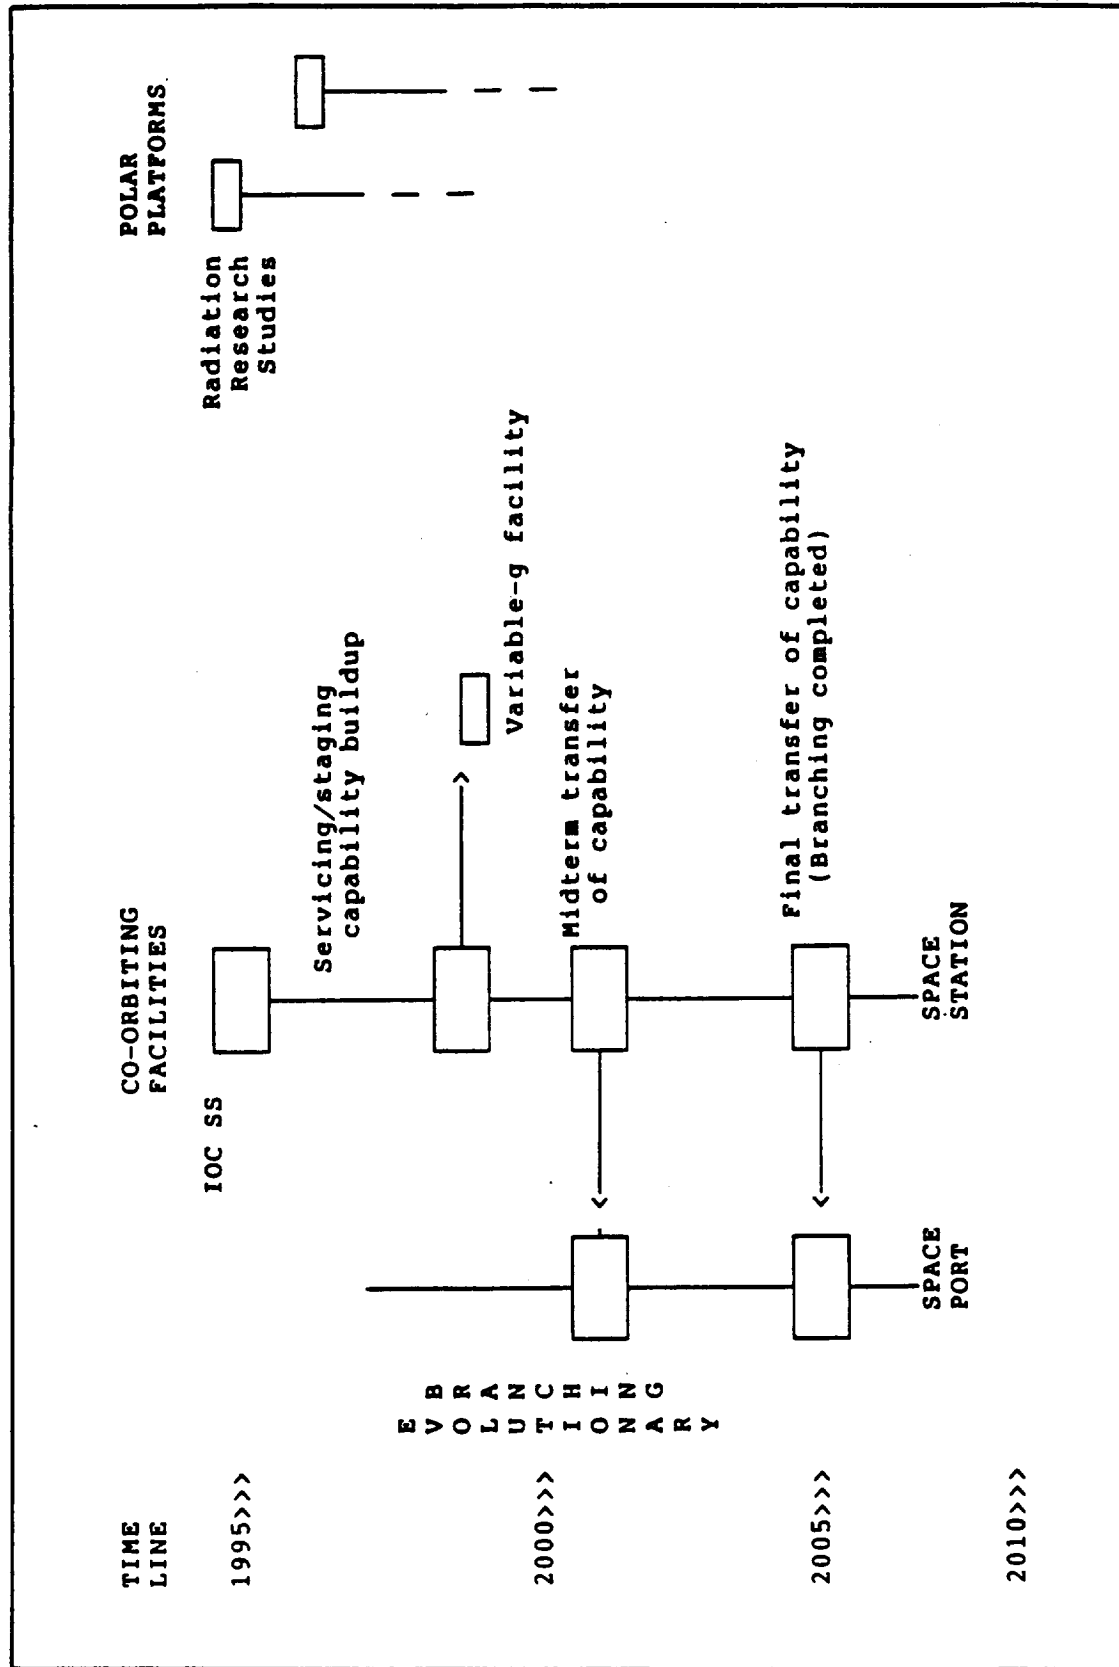 TIME
LINE
CO-ORBITING
FACILITIES
POLAR
PLATFORMS
1995>>>
IOC SS
Radiation
Research
Studies
Servicing/staging
capability buildup
EVOLUTIONARY
BRANCHING
Variable-g facility
2000>>>
Midterm transfer
of capability
2005>>>
Final transfer of capability
(Branching completed)
SPACE
PORT
SPACE
STATION
2010>>>